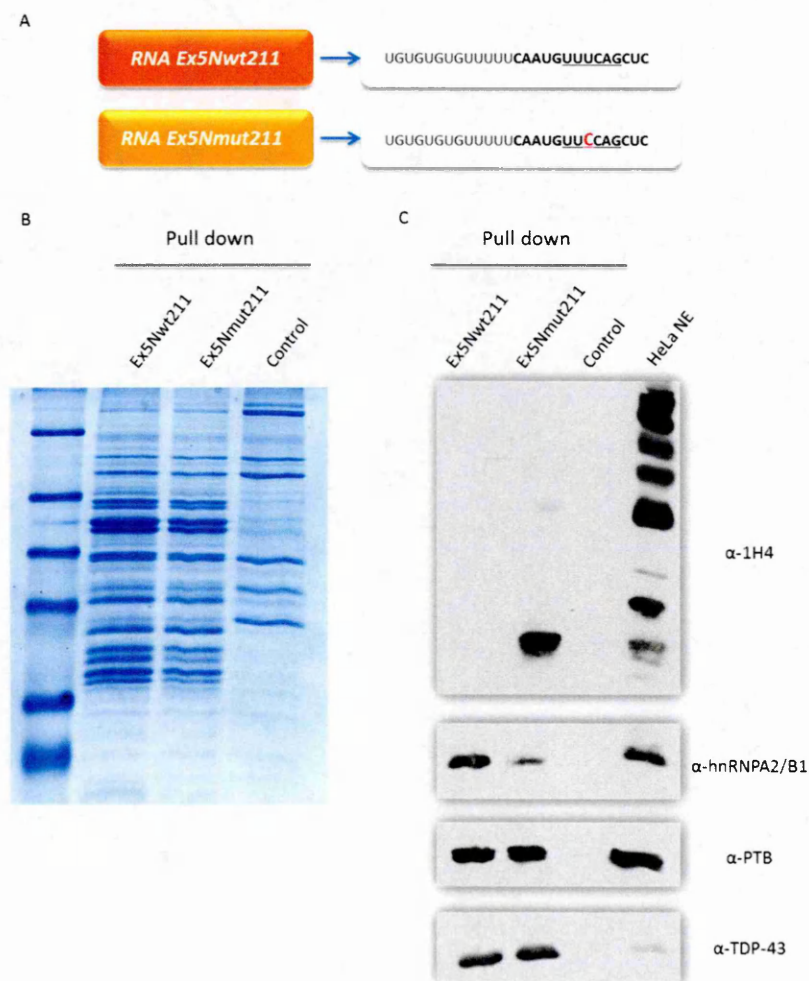 A
RNA Ex5Nwt211
UGUGUGUGUUUUUCAAUGUUUCAGCUC
RNA Ex5Nmut211
UGUGUGUGUUUUUCAAUGUUCCAGCUC
B
Pull down
Ex5Nwt211
Ex5Nmut211
Control
C
Pull down
Ex5Nwt211
Ex5Nmut211
Control
HeLa NE
α-1H4
α-hnRNPA2/B1
α-PTB
α-TDP-43